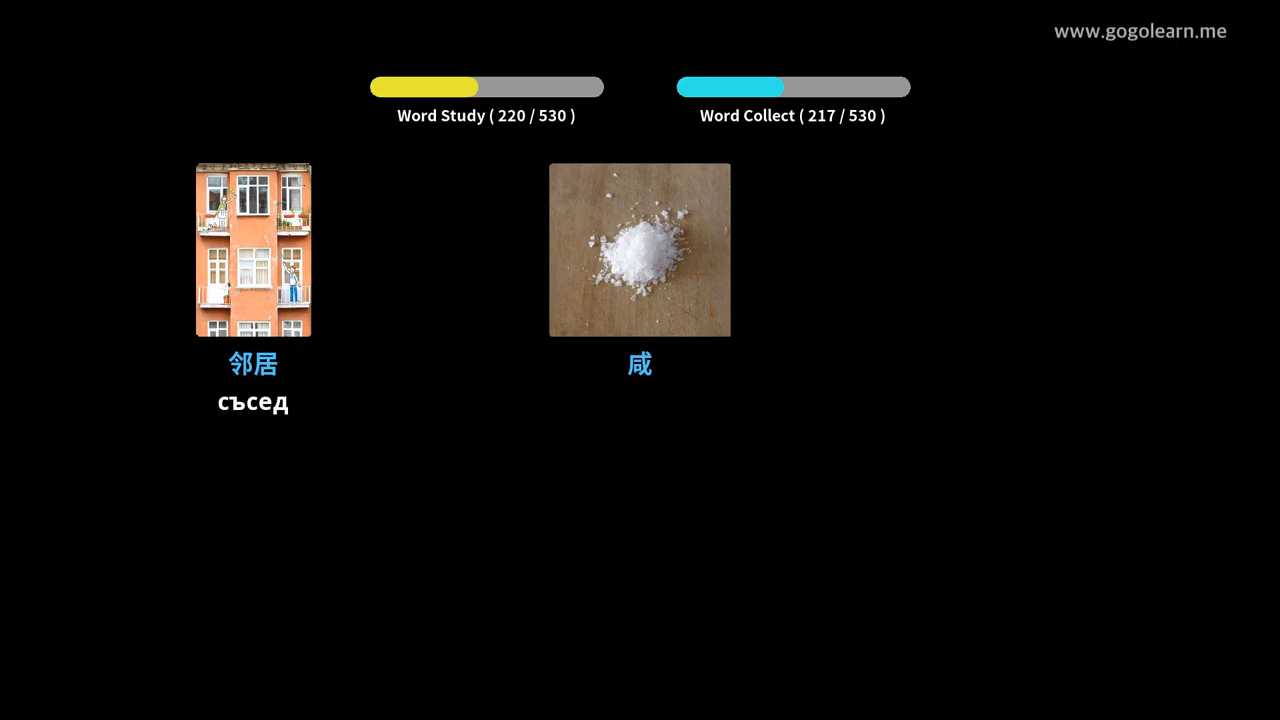 www.gogolearn.me
Word Study ( 220 / 530 )
Word Collect ( 217 / 530 )
邻居
咸
съсед